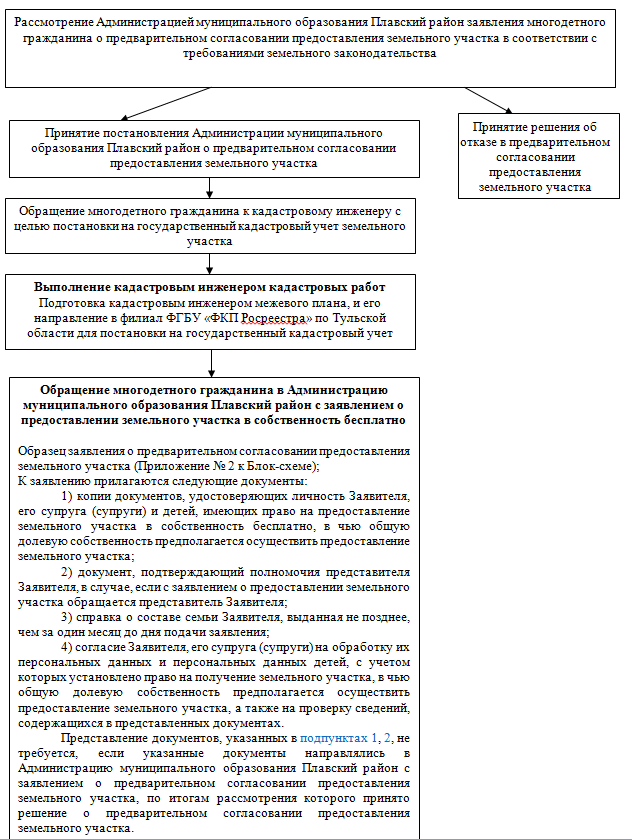 Рассмотрение Администрацией муниципального образования Плавский район заявления многодетного
гражданина о предварительном согласовании предоставления земельного участка в соответствии с
требованиями земельного законодательства
Принятие постановления Администрации муниципального
образования Плавский район о предварительном согласовании
предоставления земельного участка
Принятие решения об
отказе в предварительном
согласовании
предоставления
земельного участка
Обращение многодетного гражданина к кадастровому инженеру с
целью постановки на государственный кадастровый учет земельного
участка
Выполнение кадастровым инженером кадастровых работ
Подготовка кадастровым инженером межевого плана, и его
направление в филиал ФГБУ «ФКП Росреестра» по Тульской
области для постановки на государственный кадастровый учет
Обращение многодетного гражданина в Администрацию
муниципального образования Плавский район с заявлением о
предоставлении земельного участка в собственность бесплатно
Образец заявления о предварительном согласовании предоставления
земельного участка (Приложение № 2 к Блок-схеме);
К заявлению прилагаются следующие документы:
1) копии документов, удостоверяющих личность Заявителя,
его супруга (супруги) и детей, имеющих право на предоставление
земельного участка в собственность бесплатно, в чью общую
долевую собственность предполагается осуществить предоставление
земельного участка;
2) документ, подтверждающий полномочия представителя
Заявителя, в случае, если с заявлением о предоставлении земельного
участка обращается представитель Заявителя;
3) справка о составе семьи Заявителя, выданная не позднее,
чем за один месяц до дня подачи заявления;
4) согласие Заявителя, его супруга (супруги) на обработку их
персональных данных и персональных данных детей, с учетом
которых установлено право на получение земельного участка, в чью
общую долевую собственность предполагается осуществить
предоставление земельного участка, а также на проверку сведений,
содержащихся в представленных документах.
Представление документов, указанных в подпунктах 1, 2, не
требуется, если указанные документы направлялись в
Администрацию муниципального образования Плавский район с
заявлением о предварительном согласовании предоставления
земельного участка, по итогам рассмотрения которого принято
решение о предварительном согласовании предоставления
земельного участка.